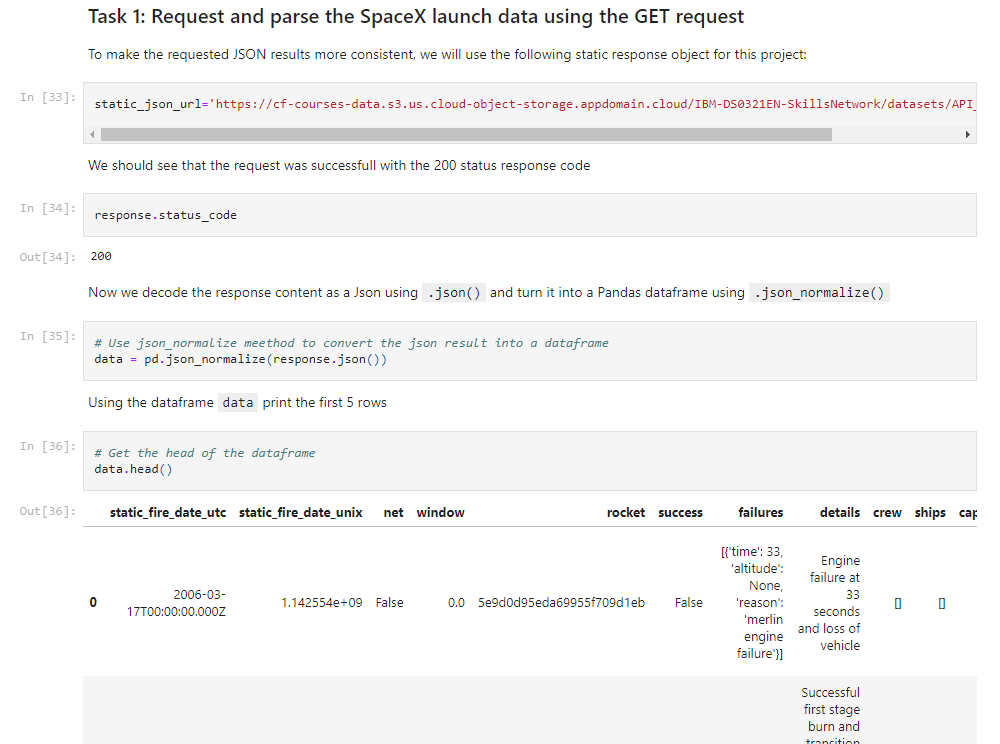 Task 1: Request and parse the SpaceX launch data using the GET request
To make the requested JSON results more consistent, we will use the following static response object for this project:
In [33]:
static_json_url='https://cf-courses-data.s3.us.cloud-object-storage.appdomain.cloud/IBM-DS0321EN-SkillsNetwork/datasets/API_
We should see that the request was successfull with the 200 status response code
In [34]:
response.status_code
Out[34]: 200
Now we decode the response content as a Json using .json() and turn it into a Pandas dataframe using .json_normalize()
In [35]:
# Use json_normalize meethod to convert the json result into a dataframe
data = pd.json_normalize(response.json())
Using the dataframe data print the first 5 rows
In [36]:
# Get the head of the dataframe
data.head()
Out[36]:
static_fire_date_utc static_fire_date_unix net window rocket success failures details crew ships cap
0
2006-03-
17T00:00:00.000Z
1.142554e+09 False 0.0 5e9d0d95eda69955f709d1eb False
[{'time': 33,
'altitude':
None,
'reason':
'merlin
engine
failure'}]
Engine
failure at
33
seconds
and loss of
vehicle
[] []
Successful
first stage
burn and
transition